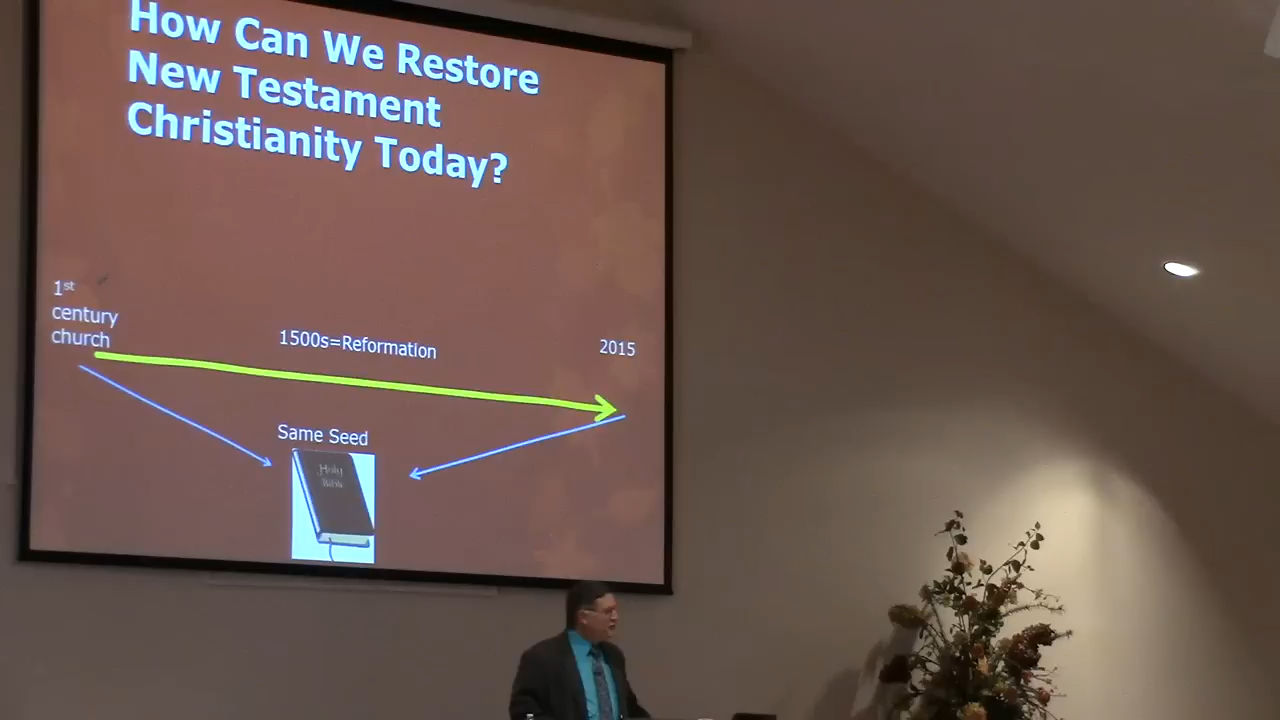 How Can We Restore
New Testament
Christianity Today?
1st
century
church
1500s=Reformation
2015
Same Seed
Holy
Bible